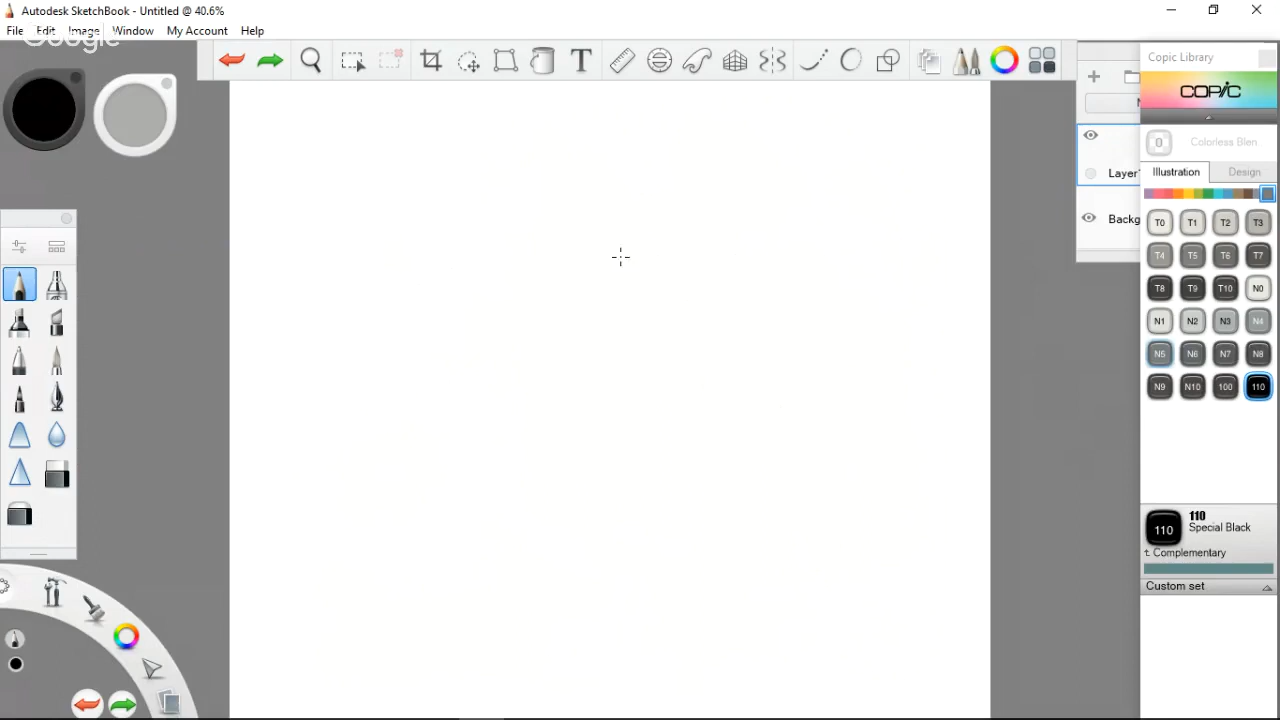 Autodesk SketchBook - Untitled @ 40.6%
File Edit Image Window My Account Help
Google
T
Copic Library
COPIC
0 Colorless Blen
Illustration Design
Layer
Backg
T0 T1 T2 T3
T4 T5 T6 T7
T8 T9 T10 N0
N1 N2 N3 N4
N5 N6 N7 N8
N9 N10 100 110
110 110
Special Black
Complementary
Custom set